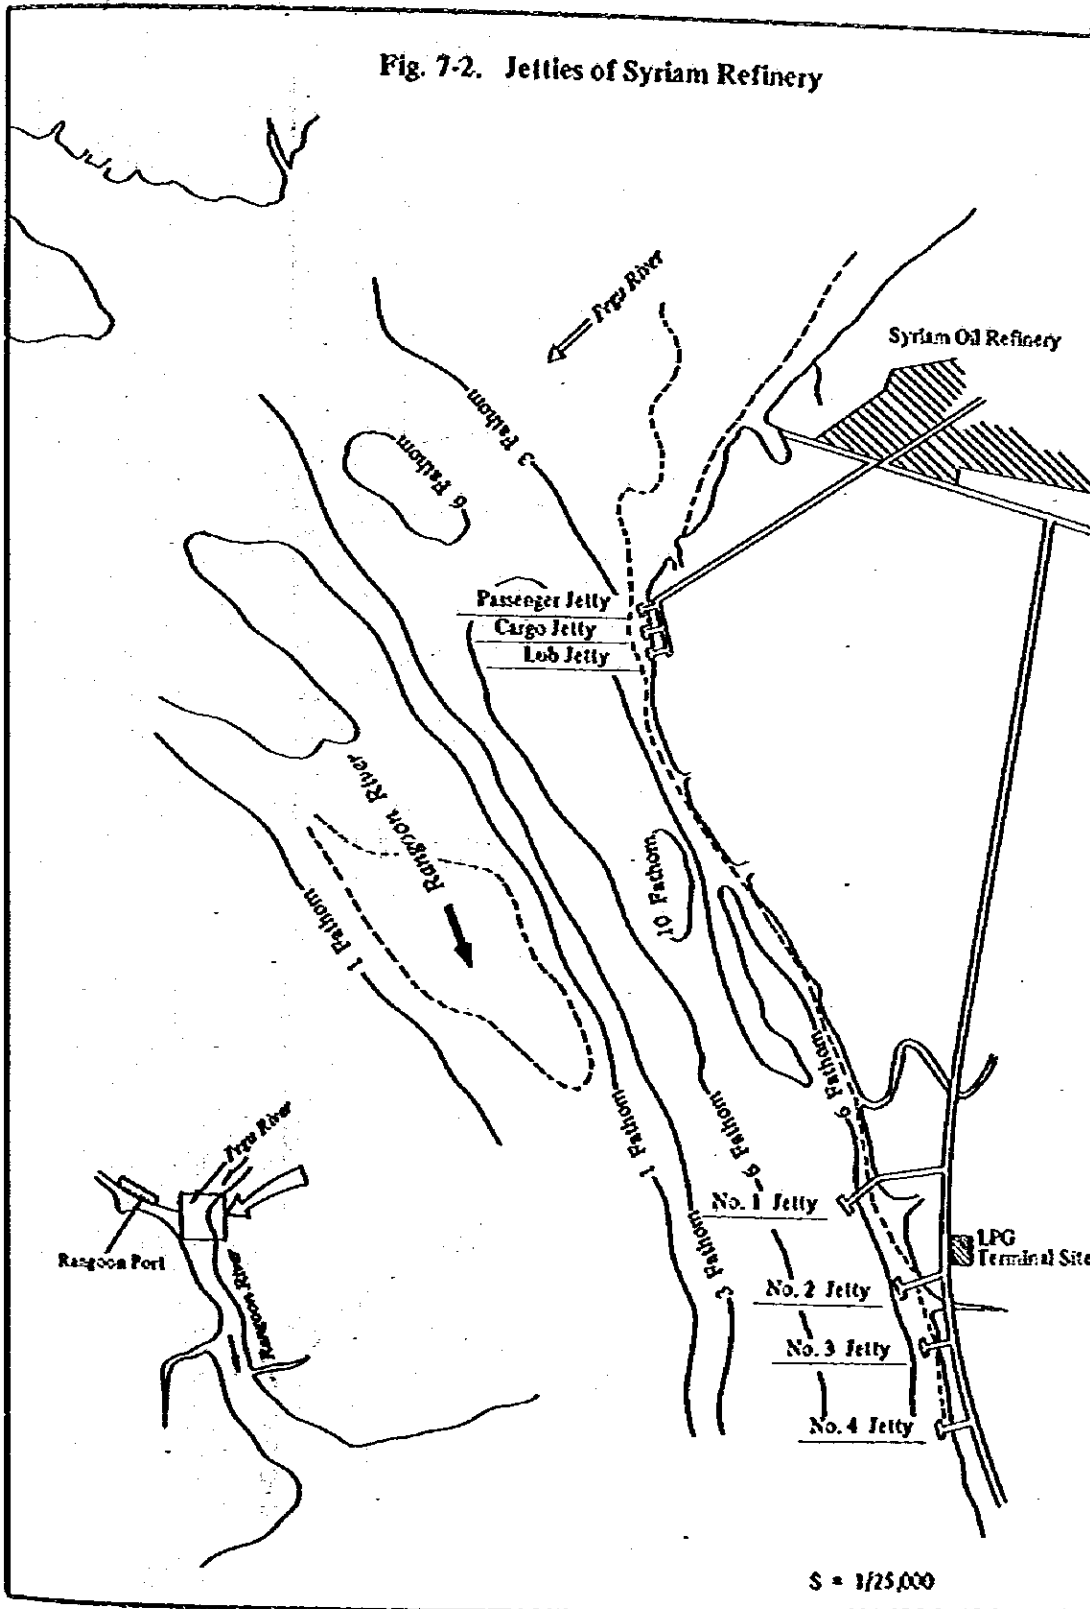 Fig. 7-2. Jetties of Syriam Refinery
Pegu River
Syriam Oil Refinery
3 Fathom
6 Fathom
Passenger Jetty
Cargo Jetty
Lub Jetty
Rangoon River
10 Fathom
1 Fathom
6 Fathom
1 Fathom
6 Fathom
3 Fathom
No. 1 Jetty
LPG
Terminal Site
No. 2 Jetty
No. 3 Jetty
No. 4 Jetty
Pegu River
Rangoon Port
Rangoon River
S = 1/25,000